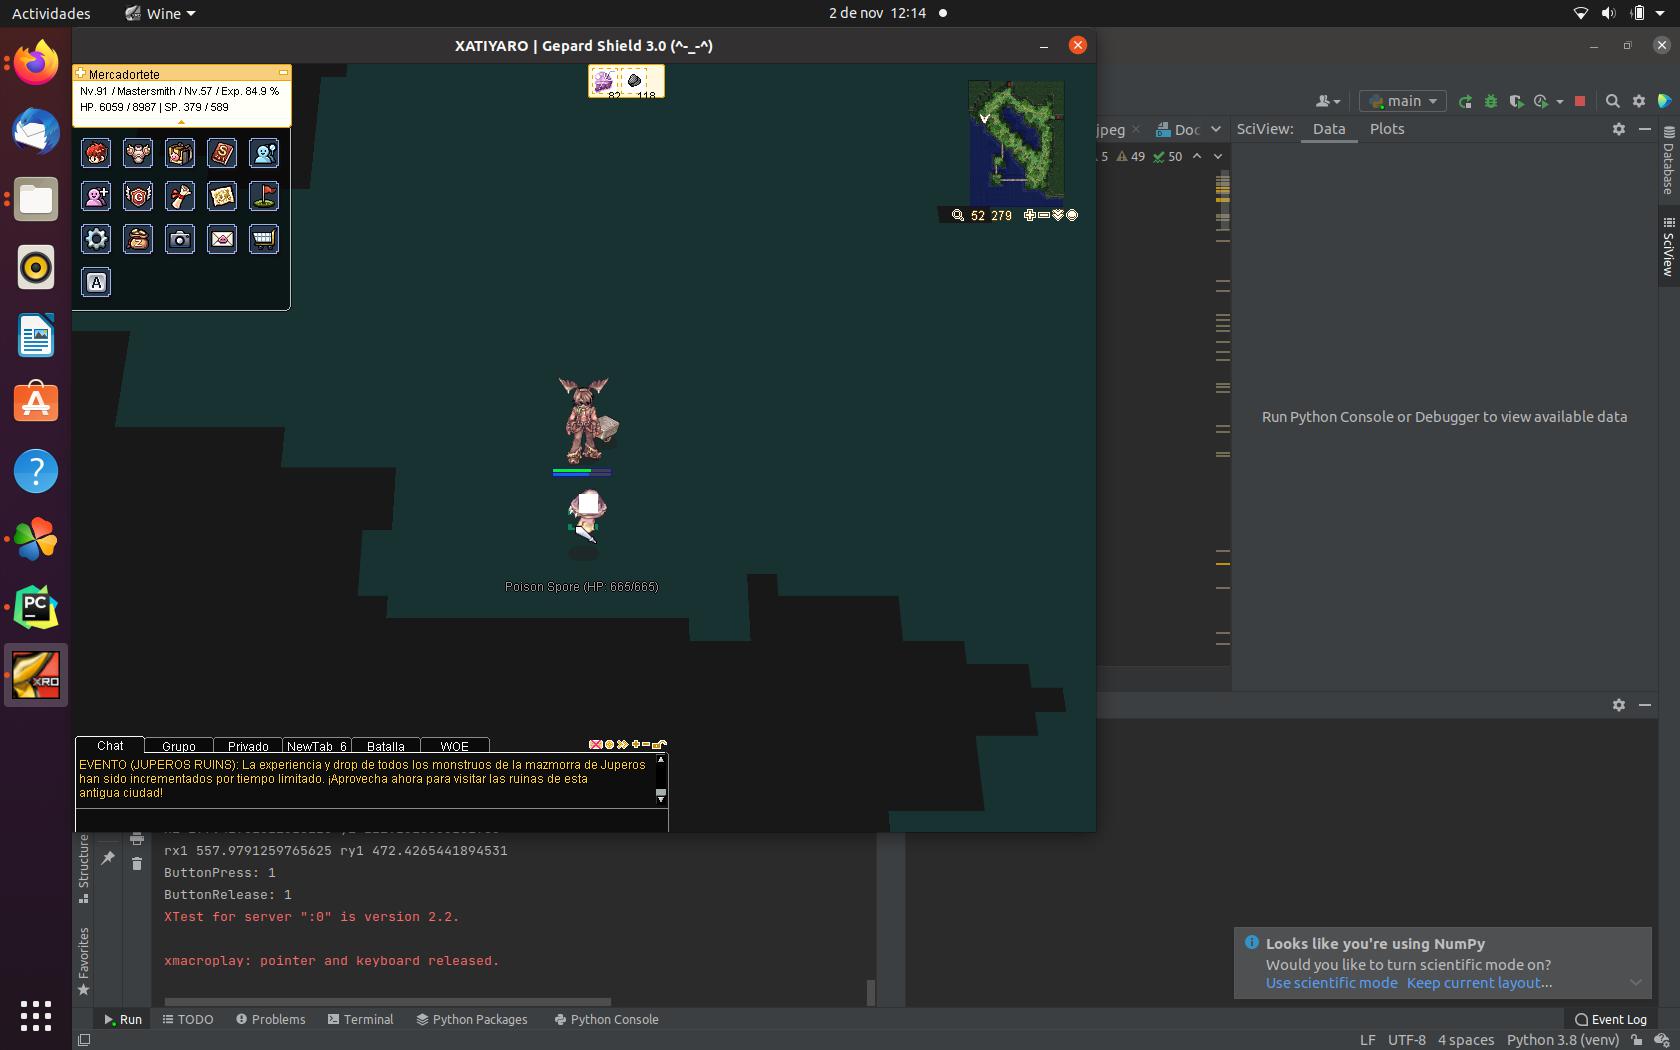 Actividades
Wine
2 de nov 12:14
XATIYARO | Gepard Shield 3.0 (^-_-^)
Mercadortete
Nv.91 / Mastersmith / Nv.57 / Exp. 84.9 %
HP. 6059 / 8987 | SP. 379 / 589
82 118
G
S
A
52 279
main
jpeg
Doc
SciView:
Data
Plots
5 49 50
Database
SciView
Run Python Console or Debugger to view available data
Poison Spore (HP: 665/665)
PC
XRO
Chat
Grupo
Privado
NewTab_6
Batalla
WOE
EVENTO (JUPEROS RUINS): La experiencia y drop de todos los monstruos de la mazmorra de Juperos
han sido incrementados por tiempo limitado. ¡Aprovecha ahora para visitar las ruinas de esta
antigua ciudad!
rx1 557.9791259765625 ry1 472.4265441894531
ButtonPress: 1
ButtonRelease: 1
XTest for server ":0" is version 2.2.
xmacroplay: pointer and keyboard released.
Structure
Favorites
Looks like you're using NumPy
Would you like to turn scientific mode on?
Use scientific mode Keep current layout...
Run
TODO
Problems
Terminal
Python Packages
Python Console
Event Log
LF UTF-8 4 spaces Python 3.8 (venv)